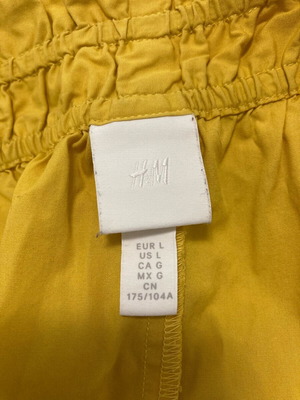 H&M
EUR L
US L
CA G
MX G
CN
175/104A